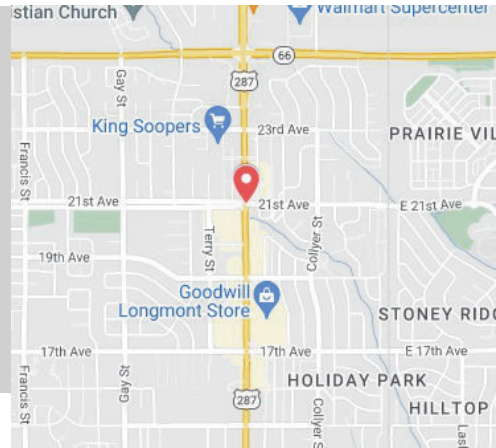 stian Church
Walmart Supercenter
66
Gay St
287
King Soopers
23rd Ave
PRAIRIE VIL
Francis St
21st Ave
21st Ave
E 21st Ave
Terry St
Collyer St
19th Ave
Goodwill
Longmont Store
STONEY RIDG
17th Ave
17th Ave
E 17th Ave
HOLIDAY PARK
Francis St
Gay St
287
Collyer St
HILLTOP
Las